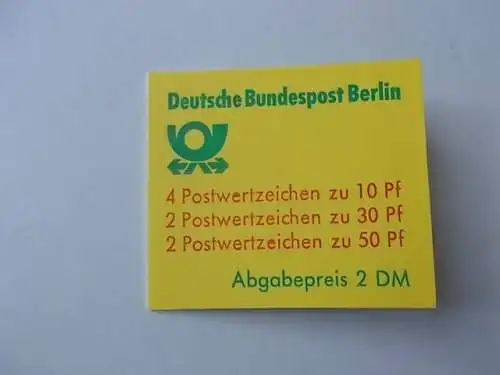 Deutsche Bundespost Berlin
4 Postwertzeichen zu 10 Pf
2 Postwertzeichen zu 30 Pf
2 Postwertzeichen zu 50 Pf
Abgabepreis 2 DM